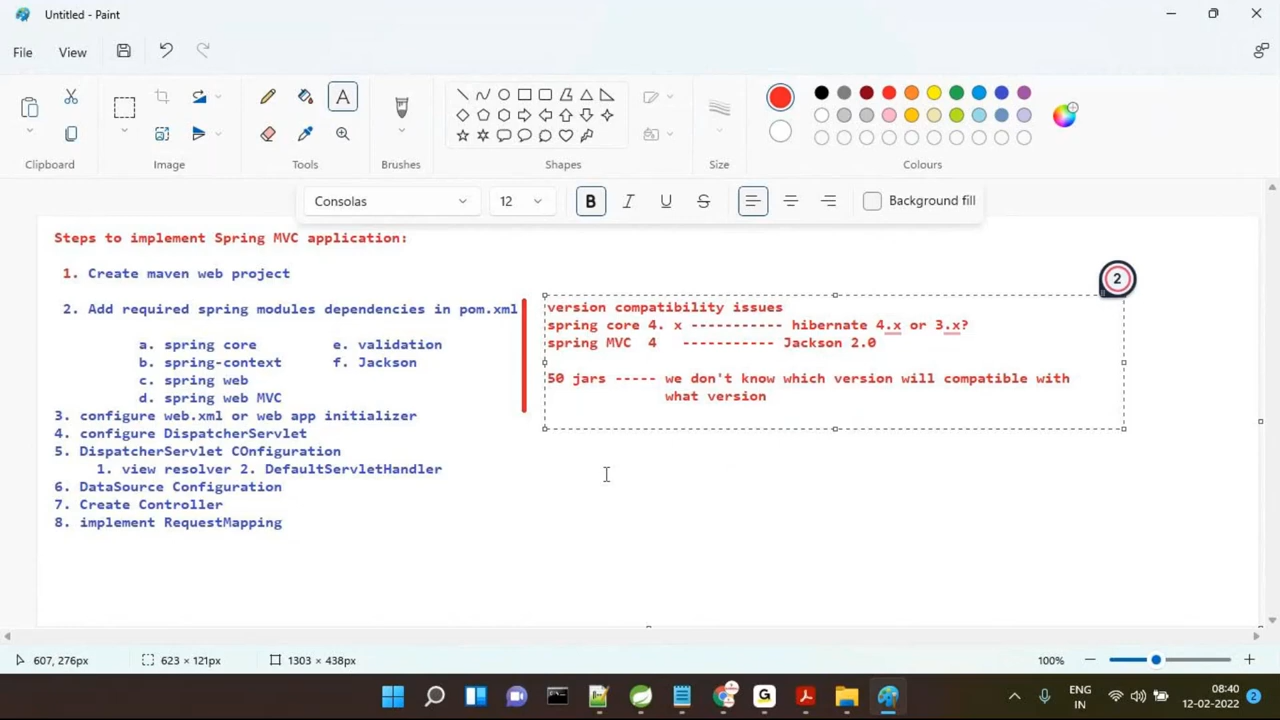 Untitled - Paint
File
View
Clipboard
Image
Tools
Brushes
Shapes
Size
Colours
Consolas
12
B
I
U
S
Background fill
Steps to implement Spring MVC application:
1. Create maven web project
2. Add required spring modules dependencies in pom.xml
a. spring core e. validation
b. spring-context f. Jackson
c. spring web
d. spring web MVC
3. configure web.xml or web app initializer
4. configure DispatcherServlet
5. DispatcherServlet COnfiguration
1. view resolver 2. DefaultServletHandler
6. DataSource Configuration
7. Create Controller
8. implement RequestMapping
2
version compatibility issues
spring core 4. x ----------- hibernate 4.x or 3.x?
spring MVC 4 ----------- Jackson 2.0
50 jars ----- we don't know which version will compatible with
what version
607, 276px
623 × 121px
1303 × 438px
100%
G
ENG
IN
08:40
12-02-2022
2